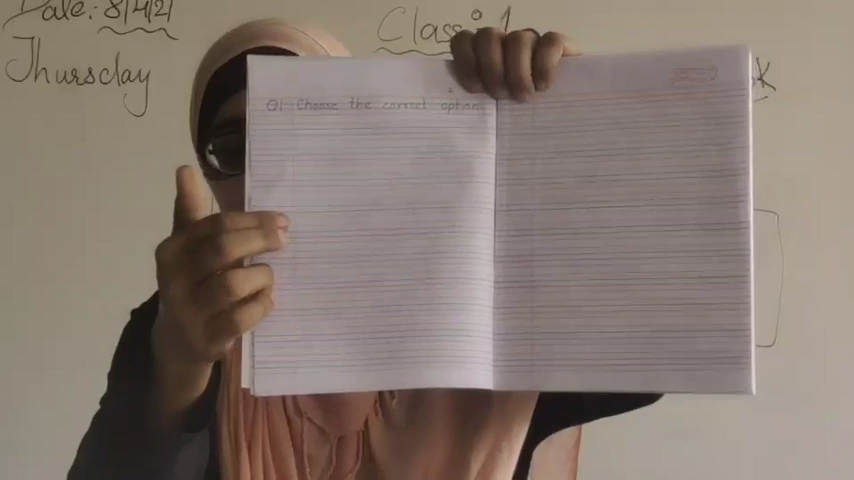 Date: 8/4/21
Thursday
Class: 1
Q1 Choose the correct option.